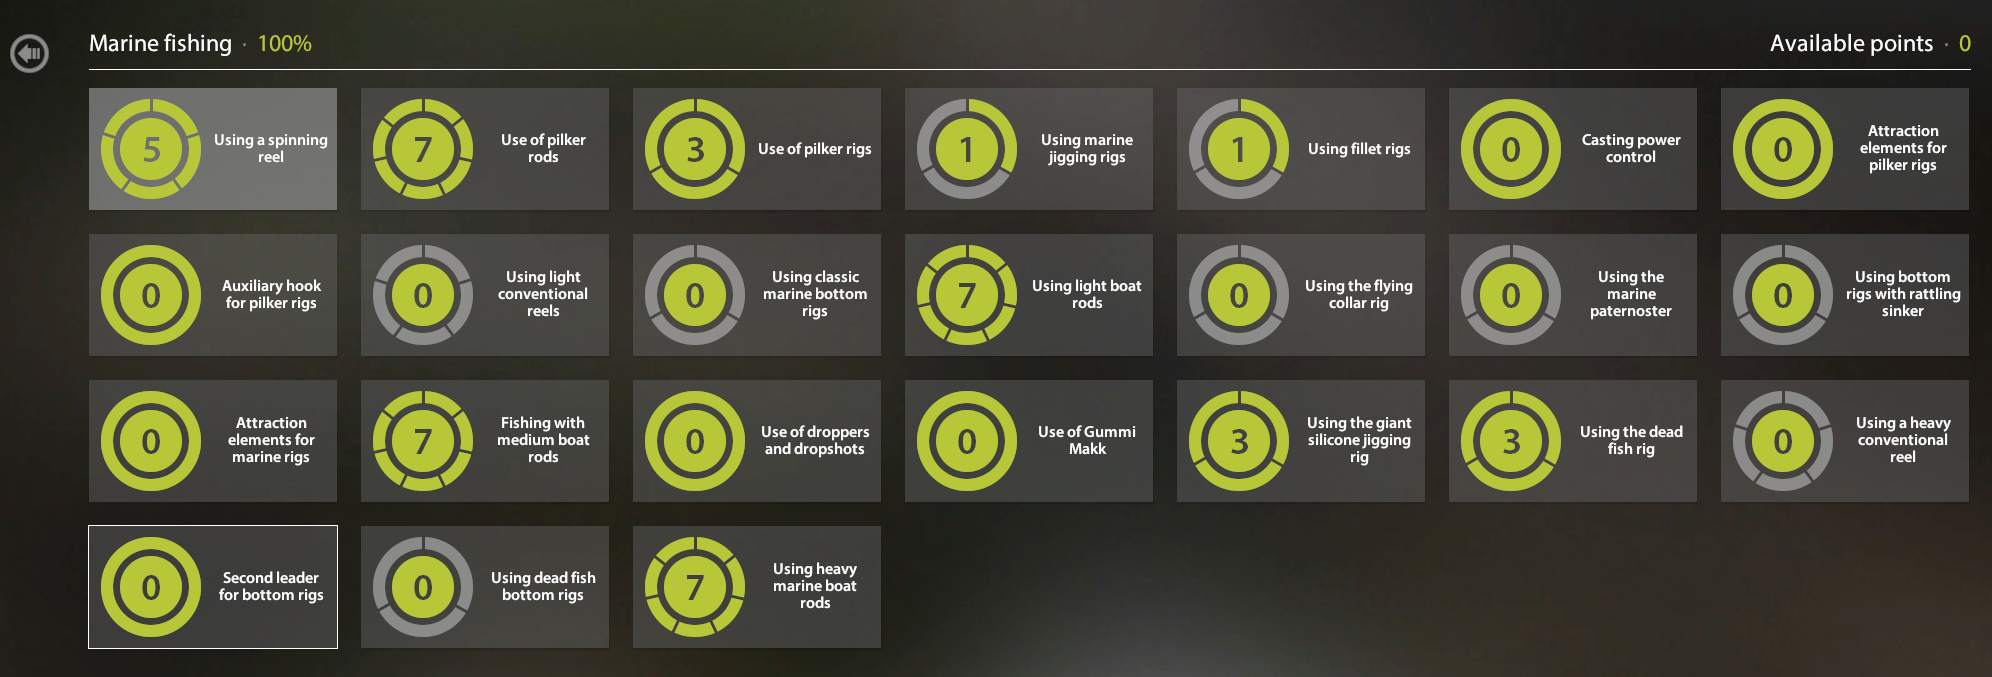 Marine fishing · 100%
Available points · 0
5
Using a spinning
reel
7
Use of pilker
rods
3
Use of pilker rigs
1
Using marine
jigging rigs
1
Using fillet rigs
0
Casting power
control
0
Attraction
elements for
pilker rigs
0
Auxiliary hook
for pilker rigs
0
Using light
conventional
reels
0
Using classic
marine bottom
rigs
7
Using light boat
rods
0
Using the flying
collar rig
0
Using the
marine
paternoster
0
Using bottom
rigs with rattling
sinker
0
Attraction
elements for
marine rigs
7
Fishing with
medium boat
rods
0
Use of droppers
and dropshots
0
Use of Gummi
Makk
3
Using the giant
silicone jigging
rig
3
Using the dead
fish rig
0
Using a heavy
conventional
reel
0
Second leader
for bottom rigs
0
Using dead fish
bottom rigs
7
Using heavy
marine boat
rods